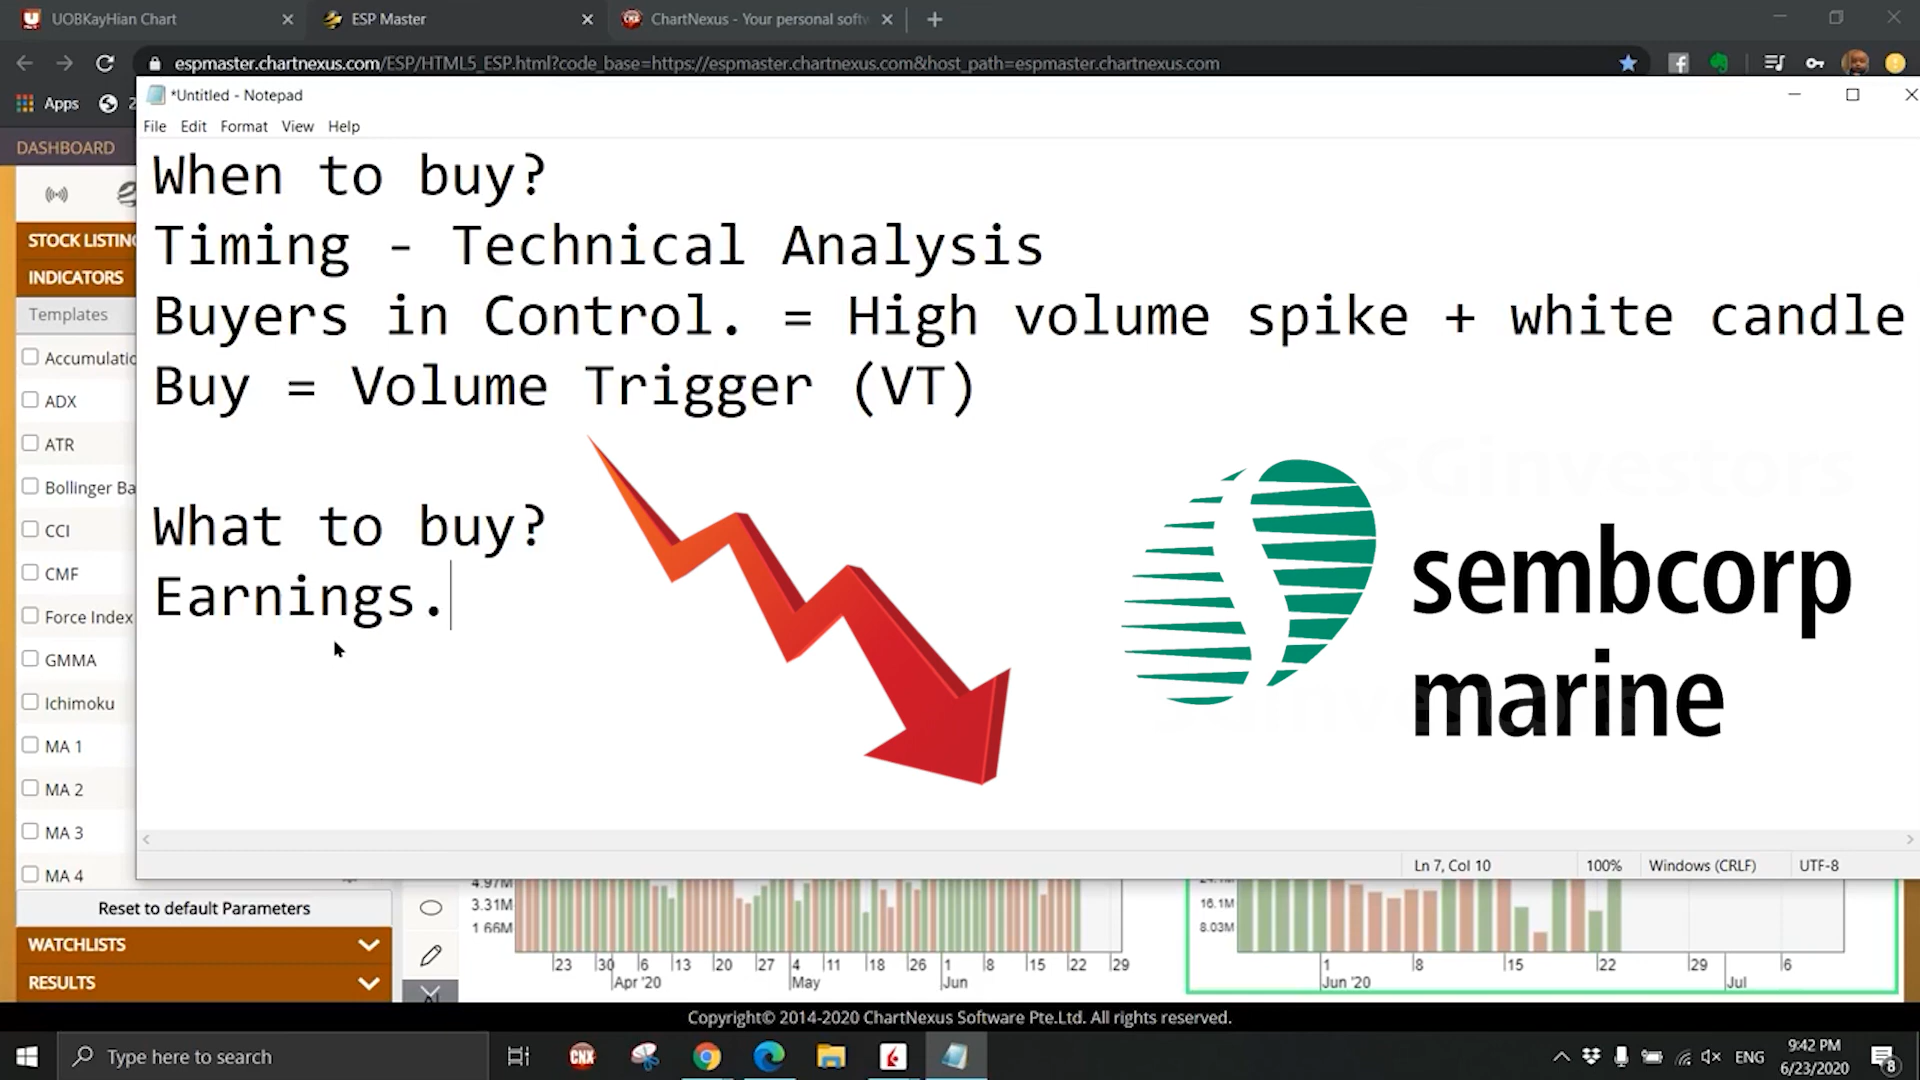 UOBKayHian Chart
ESP Master
ChartNexus - Your personal softw
espmaster.chartnexus.com/ESP/HTML5_ESP.html?code_base=https://espmaster.chartnexus.com&host_path=espmaster.chartnexus.com
Apps
2
*Untitled - Notepad
File Edit Format View Help
DASHBOARD
When to buy?
Timing - Technical Analysis
Buyers in Control. = High volume spike + white candle
Buy = Volume Trigger (VT)
What to buy?
Earnings.
SGinvestors
sembcorp
marine
STOCK LISTING
INDICATORS
Templates
Accumulatio
ADX
ATR
Bollinger Ba
CCI
CMF
Force Index
GMMA
Ichimoku
MA 1
MA 2
MA 3
MA 4
Ln 7, Col 10 100% Windows (CRLF) UTF-8
Reset to default Parameters
WATCHLISTS
RESULTS
4.97M
3.31M
1.66M
23 30 6 13 20 27 4 11 18 26 1 8 15 22 29
Apr '20 May Jun
16.1M
8.03M
1 8 15 22 29 6
Jun '20 Jul
Copyright© 2014-2020 ChartNexus Software Pte.Ltd. All rights reserved.
Type here to search
CNX
ENG
9:42 PM
6/23/2020
8